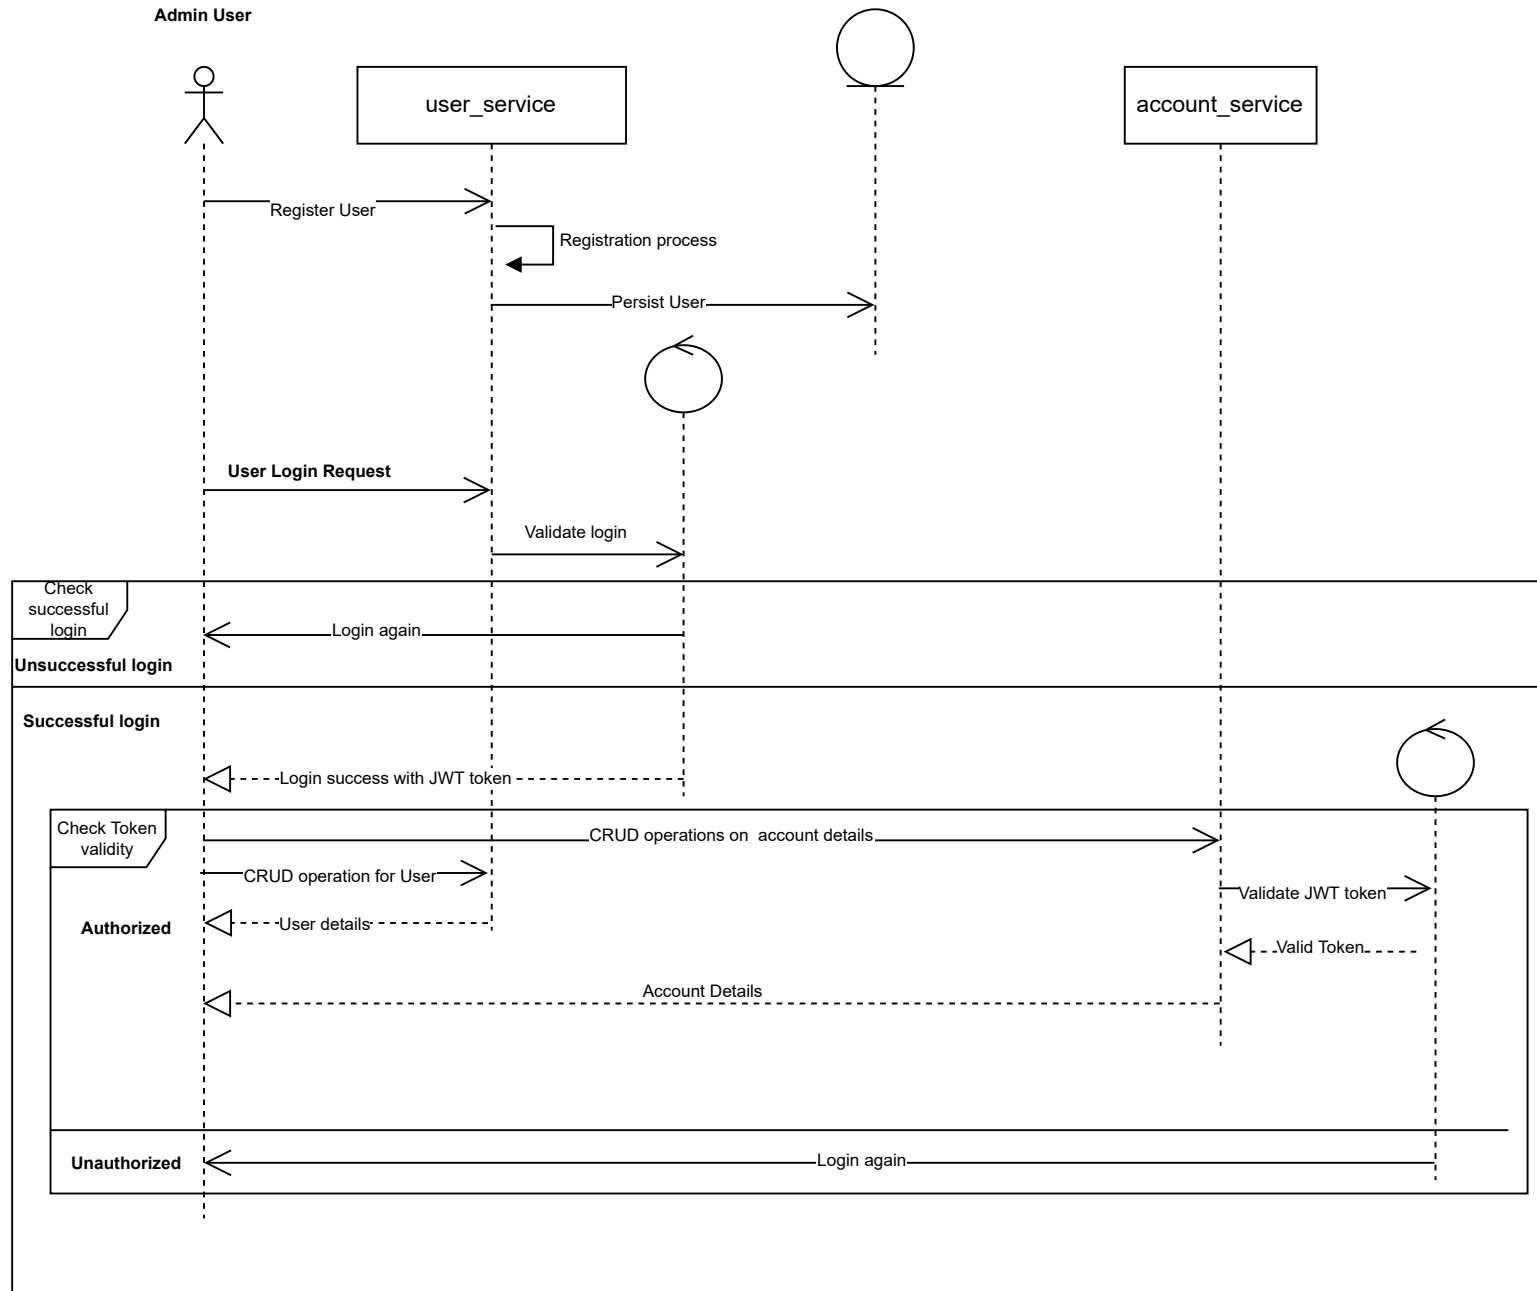 Admin User
user_service
account_service
Register User
Registration process
Persist User
User Login Request
Validate login
Check
successful
login
Login again
Unsuccessful login
Successful login
Login success with JWT token
Check Token
validity
CRUD operations on  account details
CRUD operation for User
Validate JWT token
User details
Authorized
Valid Token
Account Details
Unauthorized
Login again